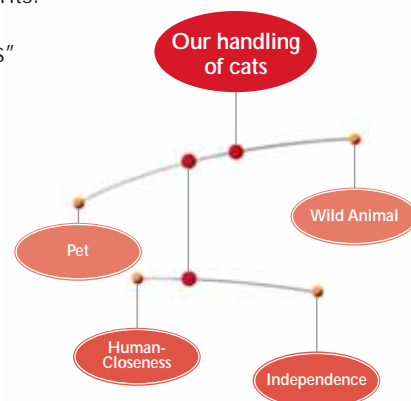 s"
Our handling
of cats
Wild Animal
Pet
Human-
Closeness
Independence